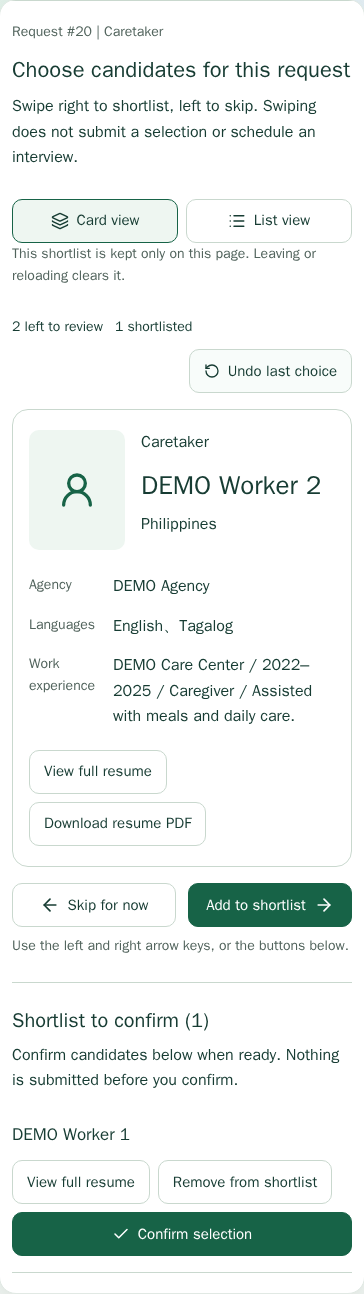 Request #20 | Caretaker
Choose candidates for this request
Swipe right to shortlist, left to skip. Swiping
does not submit a selection or schedule an
interview.
Card view
List view
This shortlist is kept only on this page. Leaving or
reloading clears it.
2 left to review 1 shortlisted
Undo last choice
Caretaker
DEMO Worker 2
Philippines
Agency DEMO Agency
Languages English、Tagalog
Work experience
DEMO Care Center / 2022–
2025 / Caregiver / Assisted
with meals and daily care.
View full resume
Download resume PDF
Skip for now
Add to shortlist
Use the left and right arrow keys, or the buttons below.
Shortlist to confirm (1)
Confirm candidates below when ready. Nothing
is submitted before you confirm.
DEMO Worker 1
View full resume
Remove from shortlist
Confirm selection